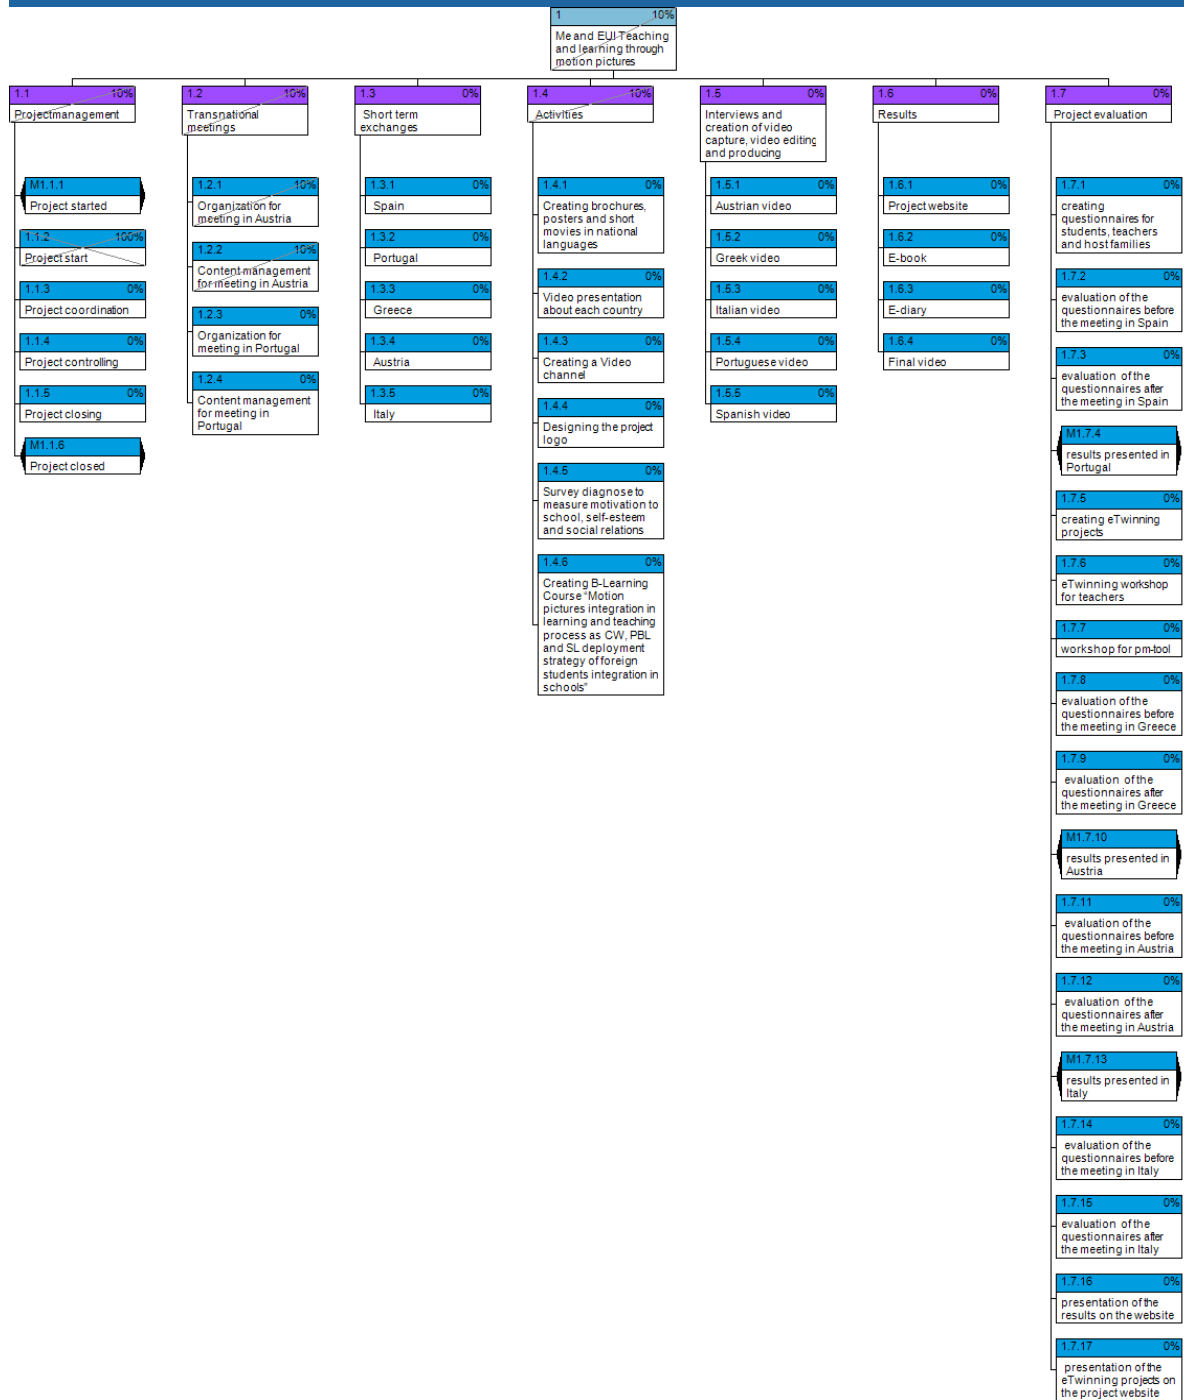 1 10%
Me and EU! Teaching
and learning through
motion pictures
1.1 10%
Projectmanagement
M1.1.1
Project started
1.1.2 100%
Project start
1.1.3 0%
Project coordination
1.1.4 0%
Project controlling
1.1.5 0%
Project closing
M1.1.6
Project closed
1.2 10%
Transnational
meetings
1.2.1 10%
Organization for
meeting in Austria
1.2.2 10%
Content management
for meeting in Austria
1.2.3 0%
Organization for
meeting in Portugal
1.2.4 0%
Content management
for meeting in
Portugal
1.3 0%
Short term
exchanges
1.3.1 0%
Spain
1.3.2 0%
Portugal
1.3.3 0%
Greece
1.3.4 0%
Austria
1.3.5 0%
Italy
1.4 10%
Activities
1.4.1 0%
Creating brochures,
posters and short
movies in national
languages
1.4.2 0%
Video presentation
about each country
1.4.3 0%
Creating a Video
channel
1.4.4 0%
Designing the project
logo
1.4.5 0%
Survey diagnose to
measure motivation to
school, self-esteem
and social relations
1.4.6 0%
Creating B-Learning
Course "Motion
pictures integration in
learning and teaching
process as CW, PBL
and SL deployment
strategy of foreign
students integration in
schools"
1.5 0%
Interviews and
creation of video
capture, video editing
and producing
1.5.1 0%
Austrian video
1.5.2 0%
Greek video
1.5.3 0%
Italian video
1.5.4 0%
Portuguese video
1.5.5 0%
Spanish video
1.6 0%
Results
1.6.1 0%
Project website
1.6.2 0%
E-book
1.6.3 0%
E-diary
1.6.4 0%
Final video
1.7 0%
Project evaluation
1.7.1 0%
creating
questionnaires for
students, teachers
and host families
1.7.2 0%
evaluation of the
questionnaires before
the meeting in Spain
1.7.3 0%
evaluation of the
questionnaires after
the meeting in Spain
M1.7.4
results presented in
Portugal
1.7.5 0%
creating eTwinning
projects
1.7.6 0%
eTwinning workshop
for teachers
1.7.7 0%
workshop for pm-tool
1.7.8 0%
evaluation of the
questionnaires before
the meeting in Greece
1.7.9 0%
evaluation of the
questionnaires after
the meeting in Greece
M1.7.10
results presented in
Austria
1.7.11 0%
evaluation of the
questionnaires before
the meeting in Austria
1.7.12 0%
evaluation of the
questionnaires after
the meeting in Austria
M1.7.13
results presented in
Italy
1.7.14 0%
evaluation of the
questionnaires before
the meeting in Italy
1.7.15 0%
evaluation of the
questionnaires after
the meeting in Italy
1.7.16 0%
presentation of the
results on the website
1.7.17 0%
presentation of the
eTwinning projects on
the project website